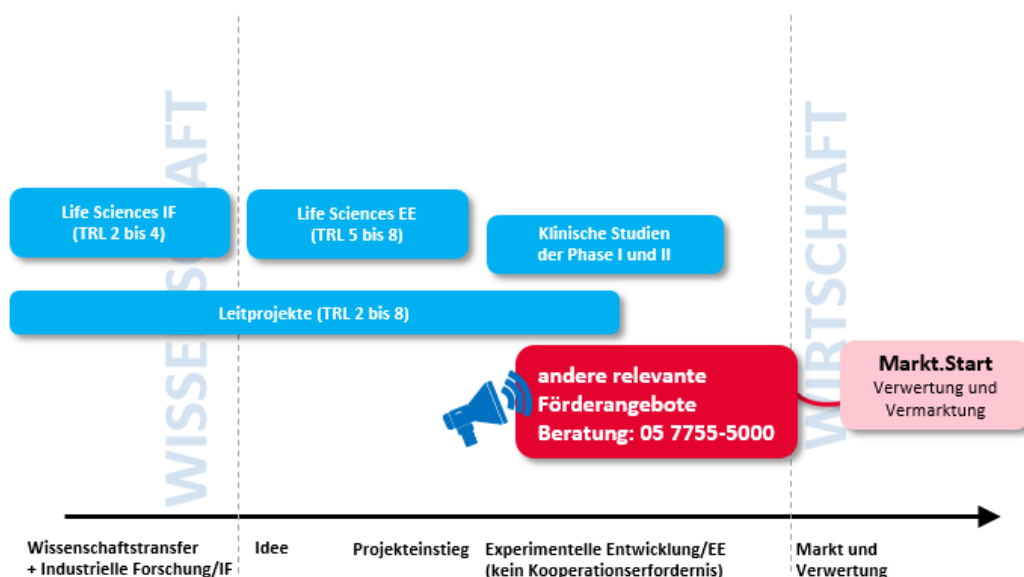 WISSENSCHAFT
WIRTSCHAFT
Life Sciences IF
(TRL 2 bis 4)
Life Sciences EE
(TRL 5 bis 8)
Klinische Studien
der Phase I und II
Leitprojekte (TRL 2 bis 8)
andere relevante
Förderangebote
Beratung: 05 7755-5000
Markt.Start
Verwertung und
Vermarktung
Wissenschaftstransfer
+ Industrielle Forschung/IF
Idee
Projekteinstieg
Experimentelle Entwicklung/EE
(kein Kooperationserfordernis)
Markt und
Verwertung